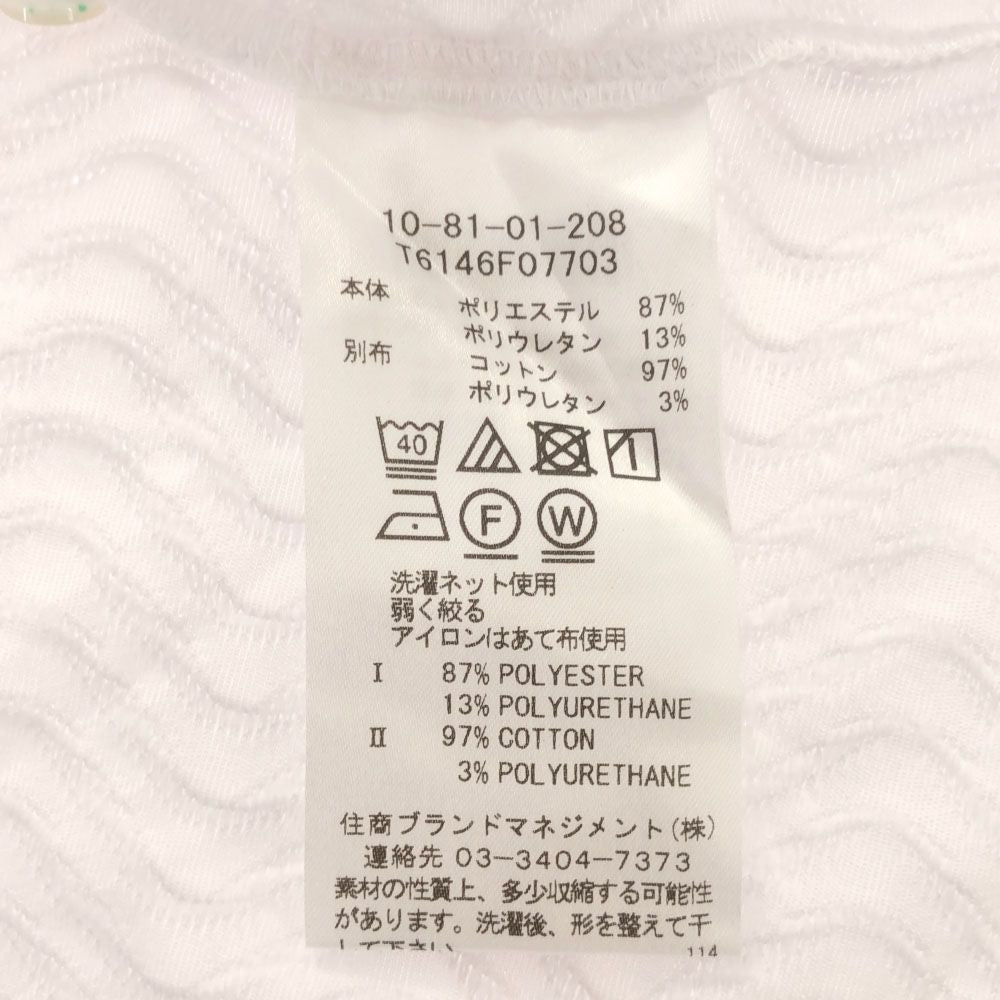 10-81-01-208
T6146F07703
本体 ポリエステル 87%
ポリウレタン 13%
別布 コットン 97%
ポリウレタン 3%
40
F W
洗濯ネット使用
弱く絞る
アイロンはあて布使用
I 87% POLYESTER
13% POLYURETHANE
II 97% COTTON
3% POLYURETHANE
住商ブランドマネジメント(株)
連絡先 03-3404-7373
素材の性質上、多少収縮する可能性
があります。洗濯後、形を整えて干
して下さい 114